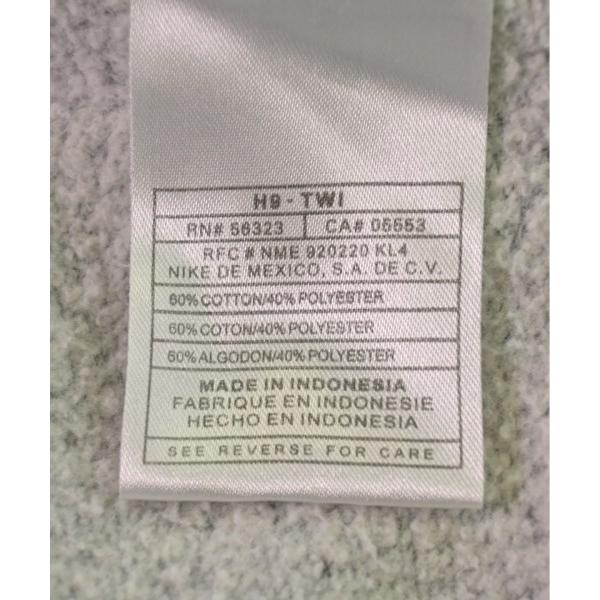 H9 - TWI
RN# 56323 CA# 05553
RFC # NME 920220 KL4
NIKE DE MEXICO, S.A. DE C.V.
60% COTTON/40% POLYESTER
60% COTON/40% POLYESTER
60% ALGODON/40% POLYESTER
MADE IN INDONESIA
FABRIQUE EN INDONESIE
HECHO EN INDONESIA
SEE REVERSE FOR CARE